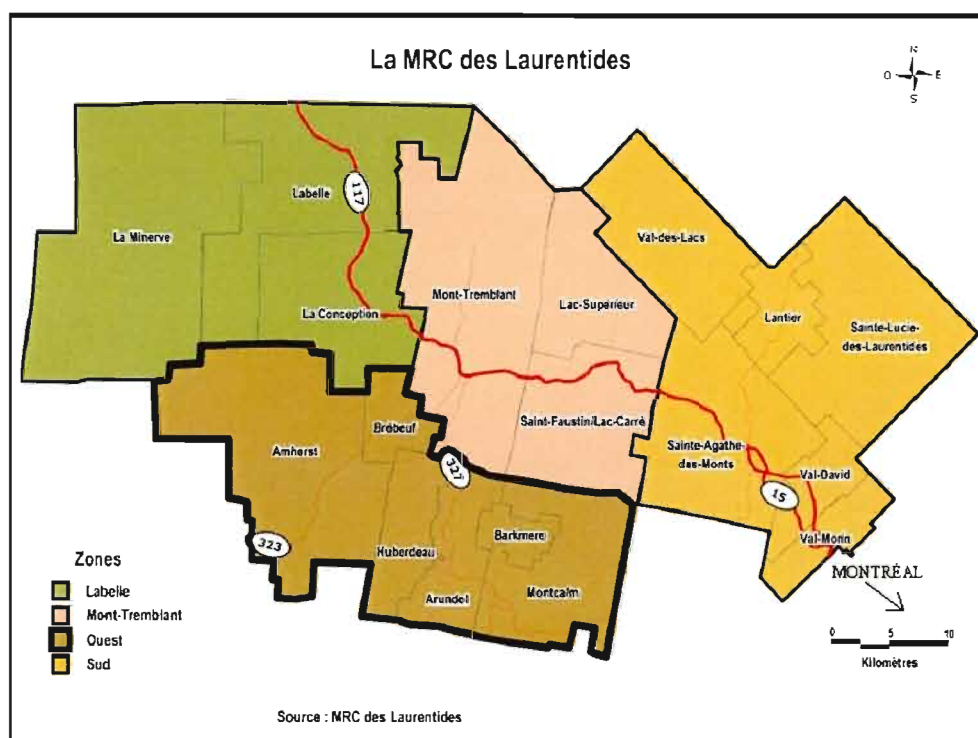 La MRC des Laurentides
N
O E
S
117
Labelle
La Minerve
Val-des-Lacs
Mont-Tremblant
Lac-Supérieur
La Conception
Lantier
Sainte-Lucie-
des-Laurentides
Brébeuf
Saint-Faustin/Lac-Carré
Amherst
327
Sainte-Agathe-
des-Monts
Val-David
15
Val-Morin
323
Huberdeau
Barkmere
Arundel
Montcalm
MONTRÉAL
Zones
Labelle
Mont-Tremblant
Ouest
Sud
0 5 10
Kilomètres
Source : MRC des Laurentides